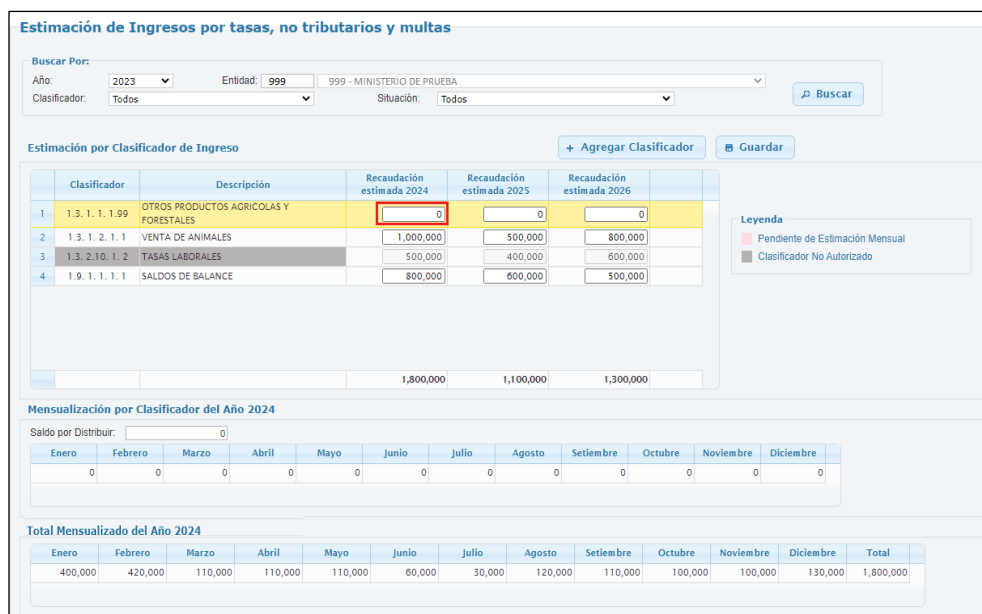 Estimación de Ingresos por tasas, no tributarios y multas
Buscar Por:
Año: 2023 Entidad: 999 999 - MINISTERIO DE PRUEBA
Clasificador: Todos Situación: Todos
Buscar
Estimación por Clasificador de Ingreso
+ Agregar Clasificador Guardar
Clasificador Descripción Recaudación estimada 2024 Recaudación estimada 2025 Recaudación estimada 2026
1 1.3. 1. 1. 1.99 OTROS PRODUCTOS AGRICOLAS Y FORESTALES 0 0 0
2 1.3. 1. 2. 1. 1 VENTA DE ANIMALES 1,000,000 500,000 800,000
3 1.3. 2.10. 1. 2 TASAS LABORALES 500,000 400,000 600,000
4 1.9. 1. 1. 1. 1 SALDOS DE BALANCE 800,000 600,000 500,000
1,800,000 1,100,000 1,300,000
Leyenda
Pendiente de Estimación Mensual
Clasificador No Autorizado
Mensualización por Clasificador del Año 2024
Saldo por Distribuir: 0
Enero Febrero Marzo Abril Mayo Junio Julio Agosto Setiembre Octubre Noviembre Diciembre
0 0 0 0 0 0 0 0 0 0 0 0
Total Mensualizado del Año 2024
Enero Febrero Marzo Abril Mayo Junio Julio Agosto Setiembre Octubre Noviembre Diciembre Total
400,000 420,000 110,000 110,000 110,000 60,000 30,000 120,000 110,000 100,000 100,000 130,000 1,800,000